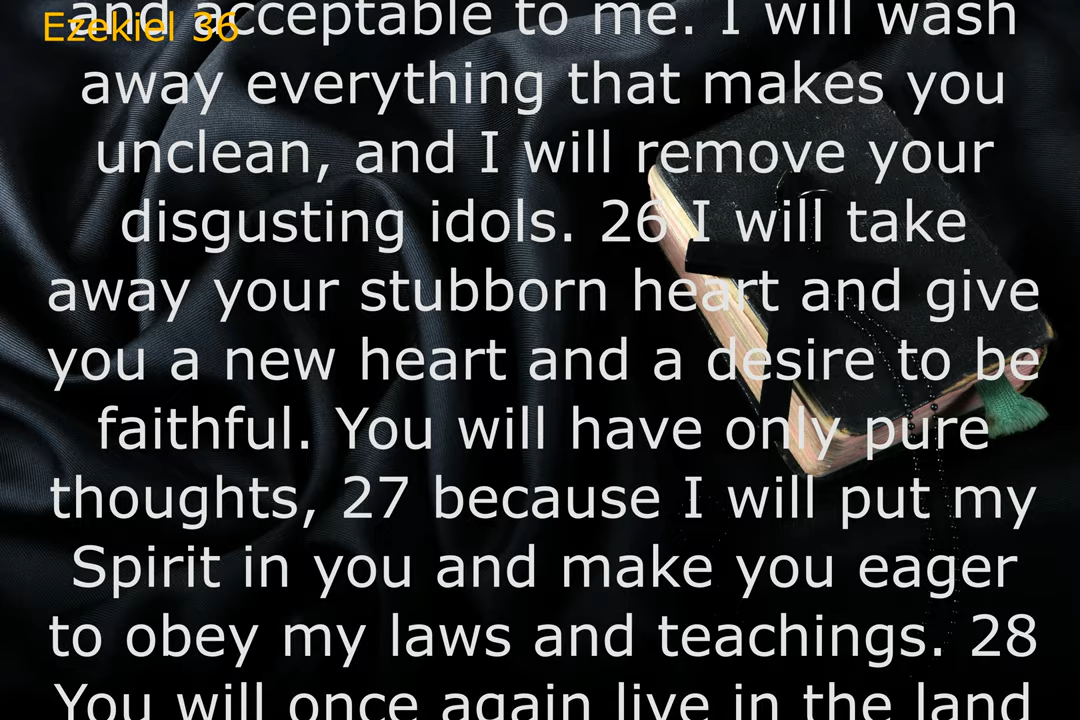 Ezekiel 36
and acceptable to me. I will wash
away everything that makes you
unclean, and I will remove your
disgusting idols. 26 I will take
away your stubborn heart and give
you a new heart and a desire to be
faithful. You will have only pure
thoughts, 27 because I will put my
Spirit in you and make you eager
to obey my laws and teachings. 28
You will once again live in the land